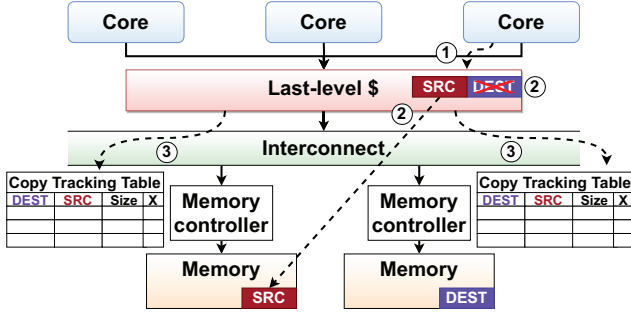 Core Core Core
1
Last-level $ SRC DEST 2
2
3 Interconnect 3
Copy Tracking Table Copy Tracking Table
DEST SRC Size X DEST SRC Size X
Memory controller Memory controller
Memory Memory
SRC DEST